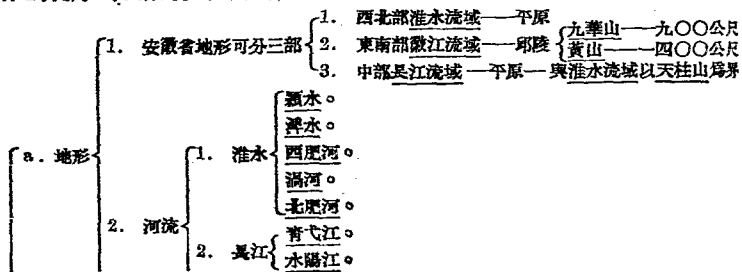 1. 西北部淮水流域——平原
1. 安徽省地形可分三部
2. 東南部徽江流域——邱陵
九華山——九〇〇公尺
黃山——四〇〇公尺
3. 中部長江流域——平原——與淮水流域以天柱山爲界
a. 地形
2. 河流
1. 淮水
潁水。
淠水。
西肥河。
渦河。
北肥河。
2. 長江
青弋江。
水陽江。